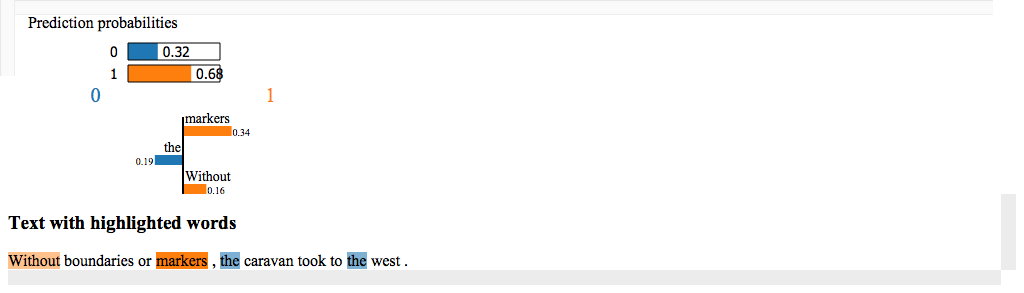 Prediction probabilities
0 0.32
1 0.68
0 1
markers
0.34
the
0.19
Without
0.16
Text with highlighted words
Without boundaries or markers , the caravan took to the west .